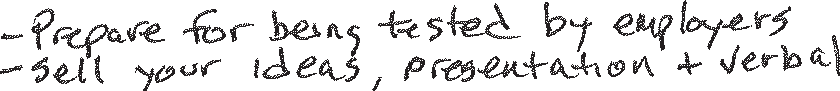 -Prepare for being tested by employers
-Sell your ideas, presentation + verbal